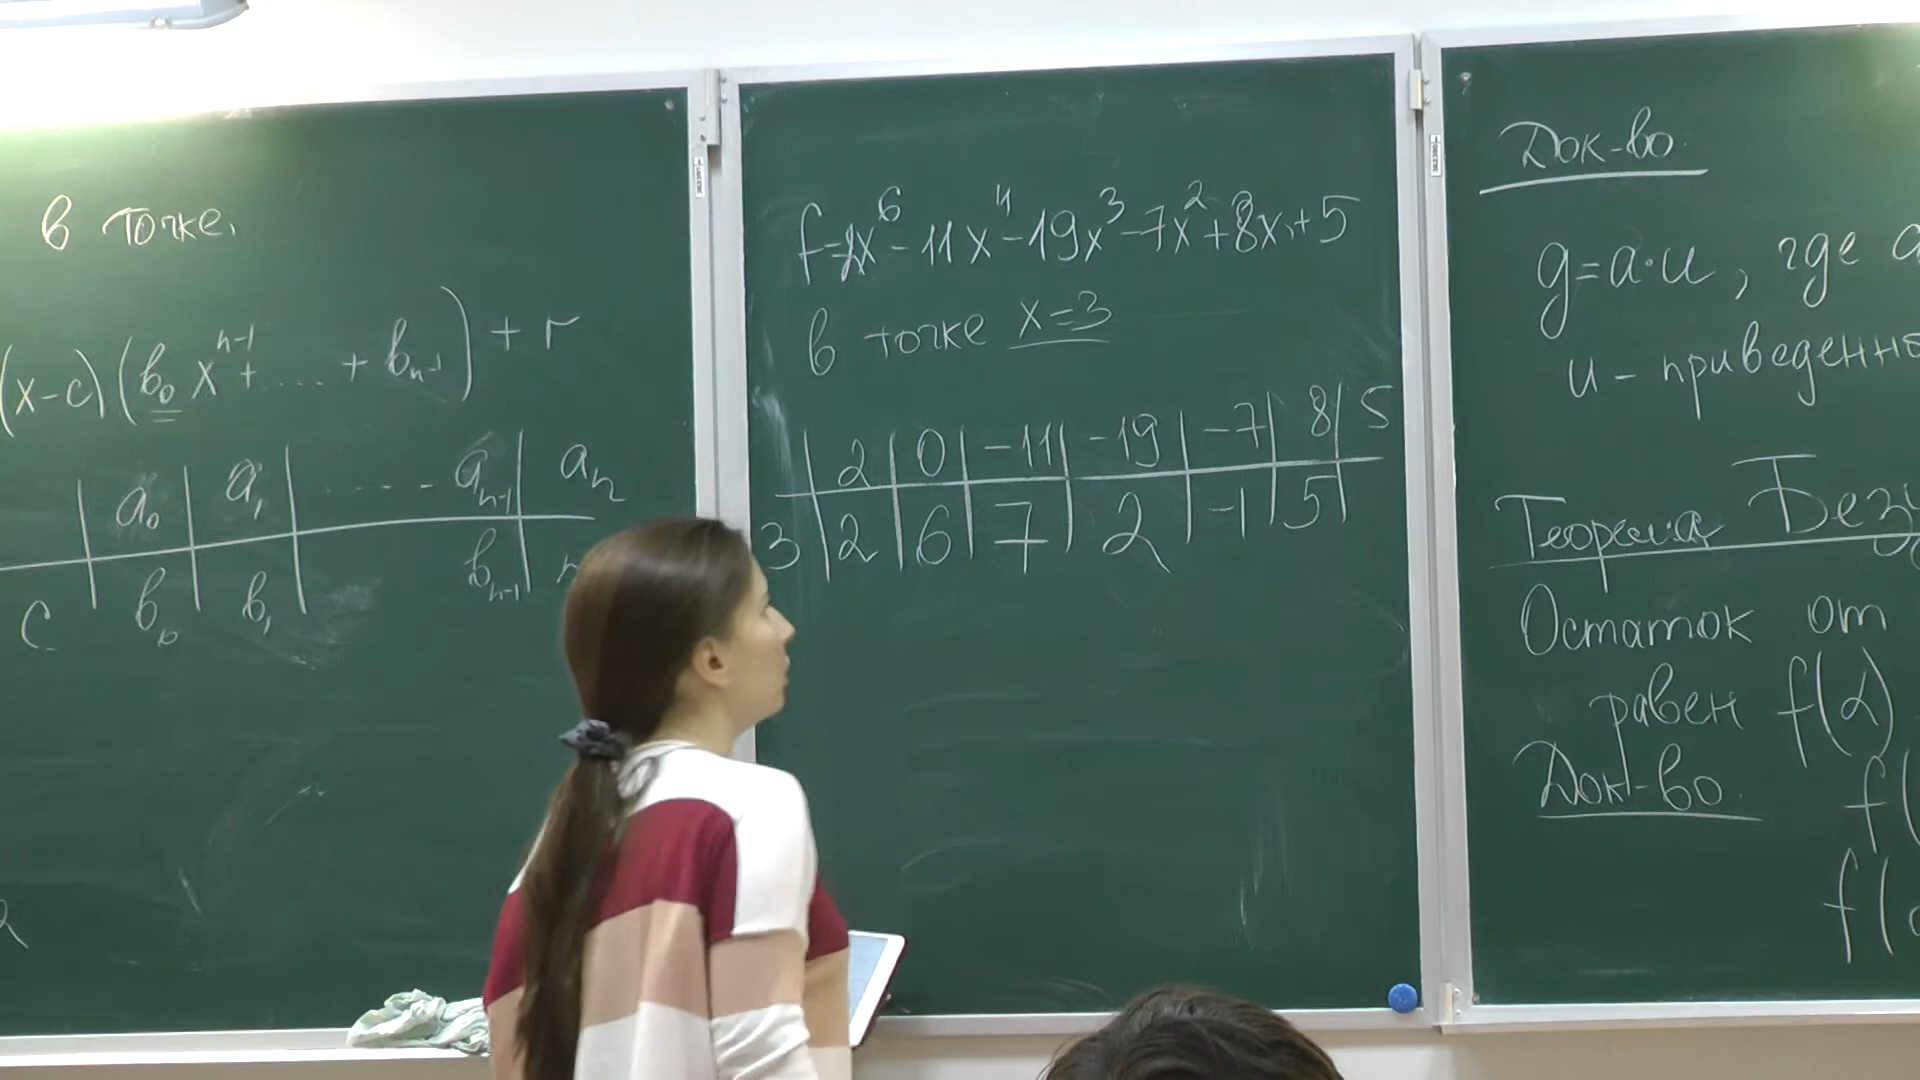 в точке.
(x-c)(b₀xⁿ⁻¹+....+bₙ₋₁)+r
a₀ | a₁ | ....- aₙ₋₁ | aₙ
c | b₀ | b₁ | | bₙ₋₁
f=2x⁶-11x⁴-19x³-7x²+8x+5
в точке x=3
2 | 0 | -11 | -19 | -7 | 8 | 5
3 | 2 | 6 | 7 | 2 | -1 | 5 |
Док-во.
g=a·u, где
u - приведенно
Теорема Безу
Остаток от
равен f(α)
Док-во.
f(
f(